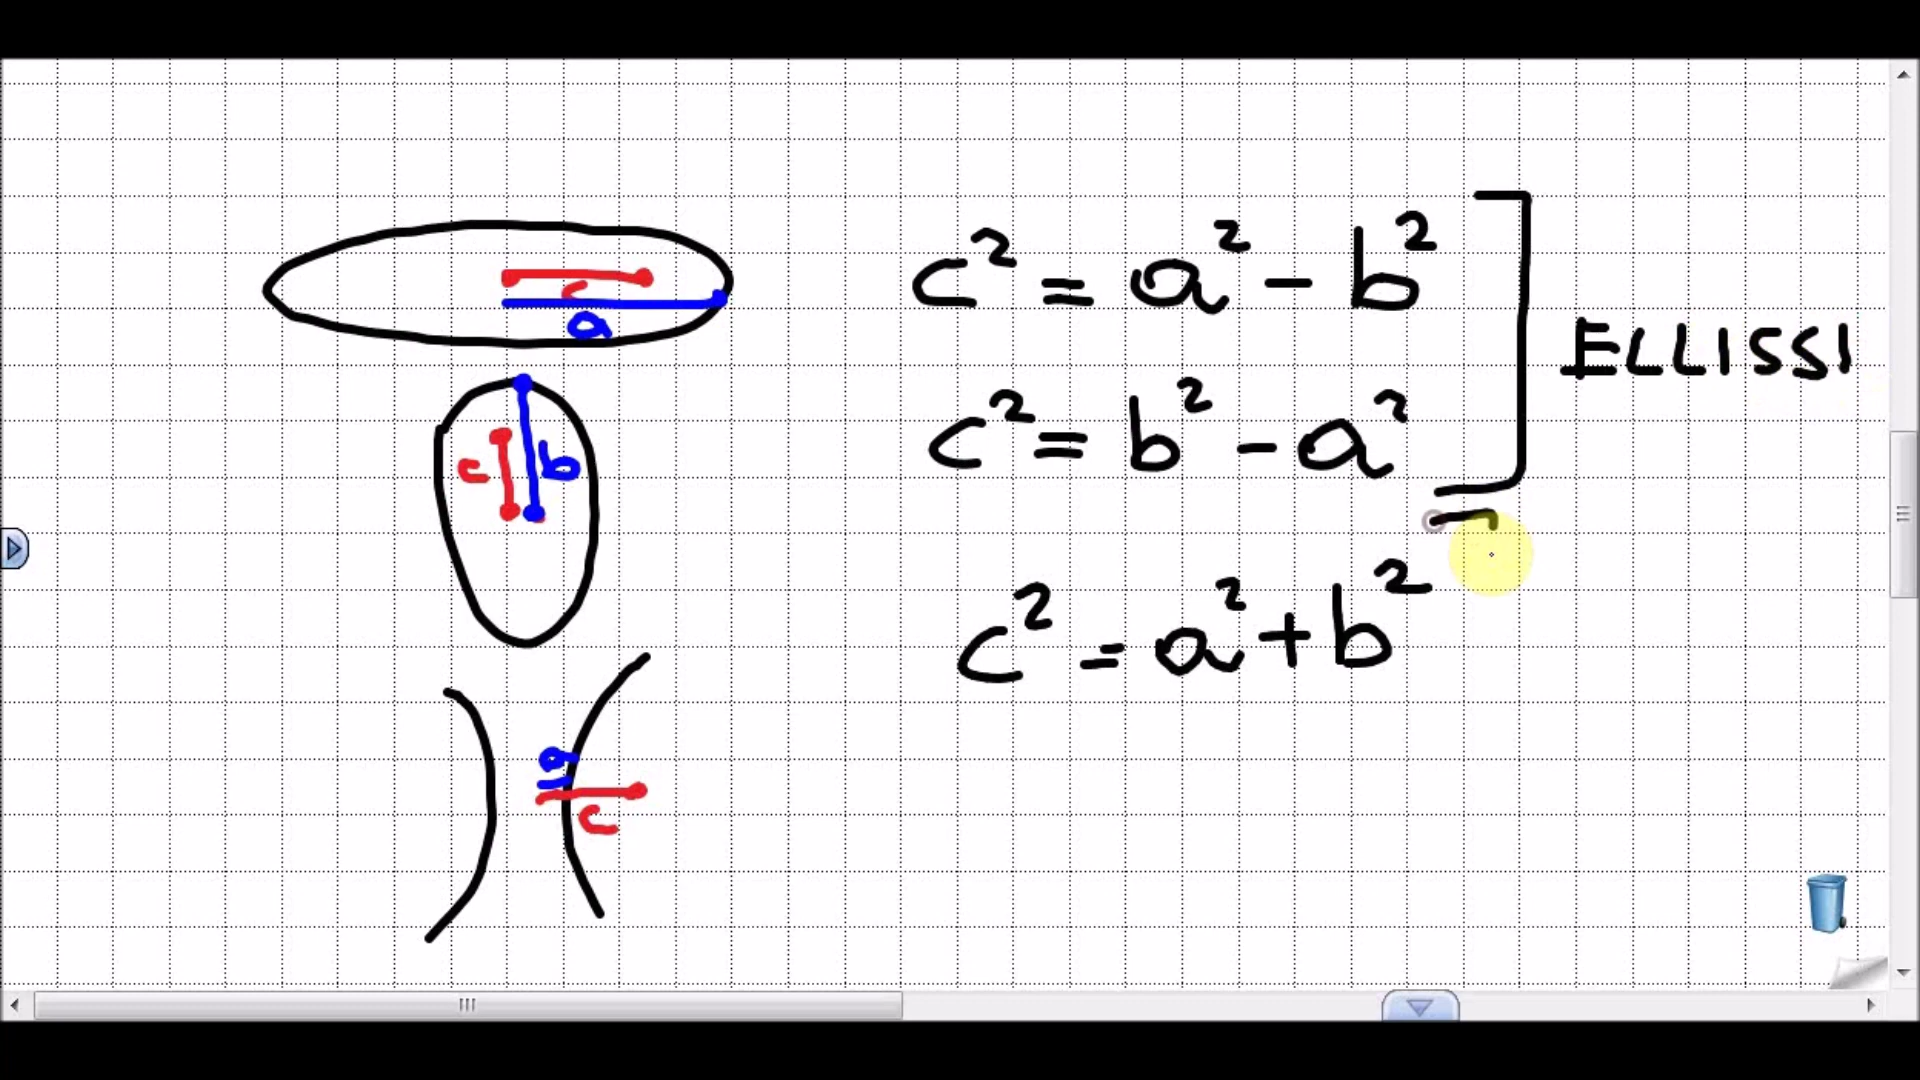 c² = a² - b²
c
a
ELLISSI
c² = b² - a²
c b
c² = a² + b²
a
c